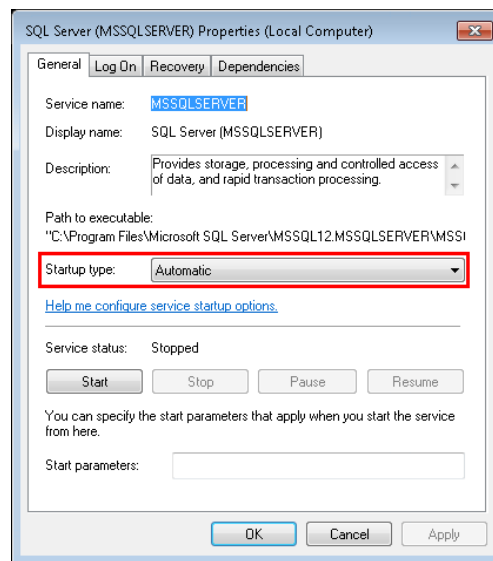 SQL Server (MSSQLSERVER) Properties (Local Computer)
General Log On Recovery Dependencies
Service name: MSSQLSERVER
Display name: SQL Server (MSSQLSERVER)
Description: Provides storage, processing and controlled access
of data, and rapid transaction processing.
Path to executable:
"C:\Program Files\Microsoft SQL Server\MSSQL12.MSSQLSERVER\MSS
Startup type: Automatic
Help me configure service startup options.
Service status: Stopped
Start Stop Pause Resume
You can specify the start parameters that apply when you start the service
from here.
Start parameters:
OK Cancel Apply